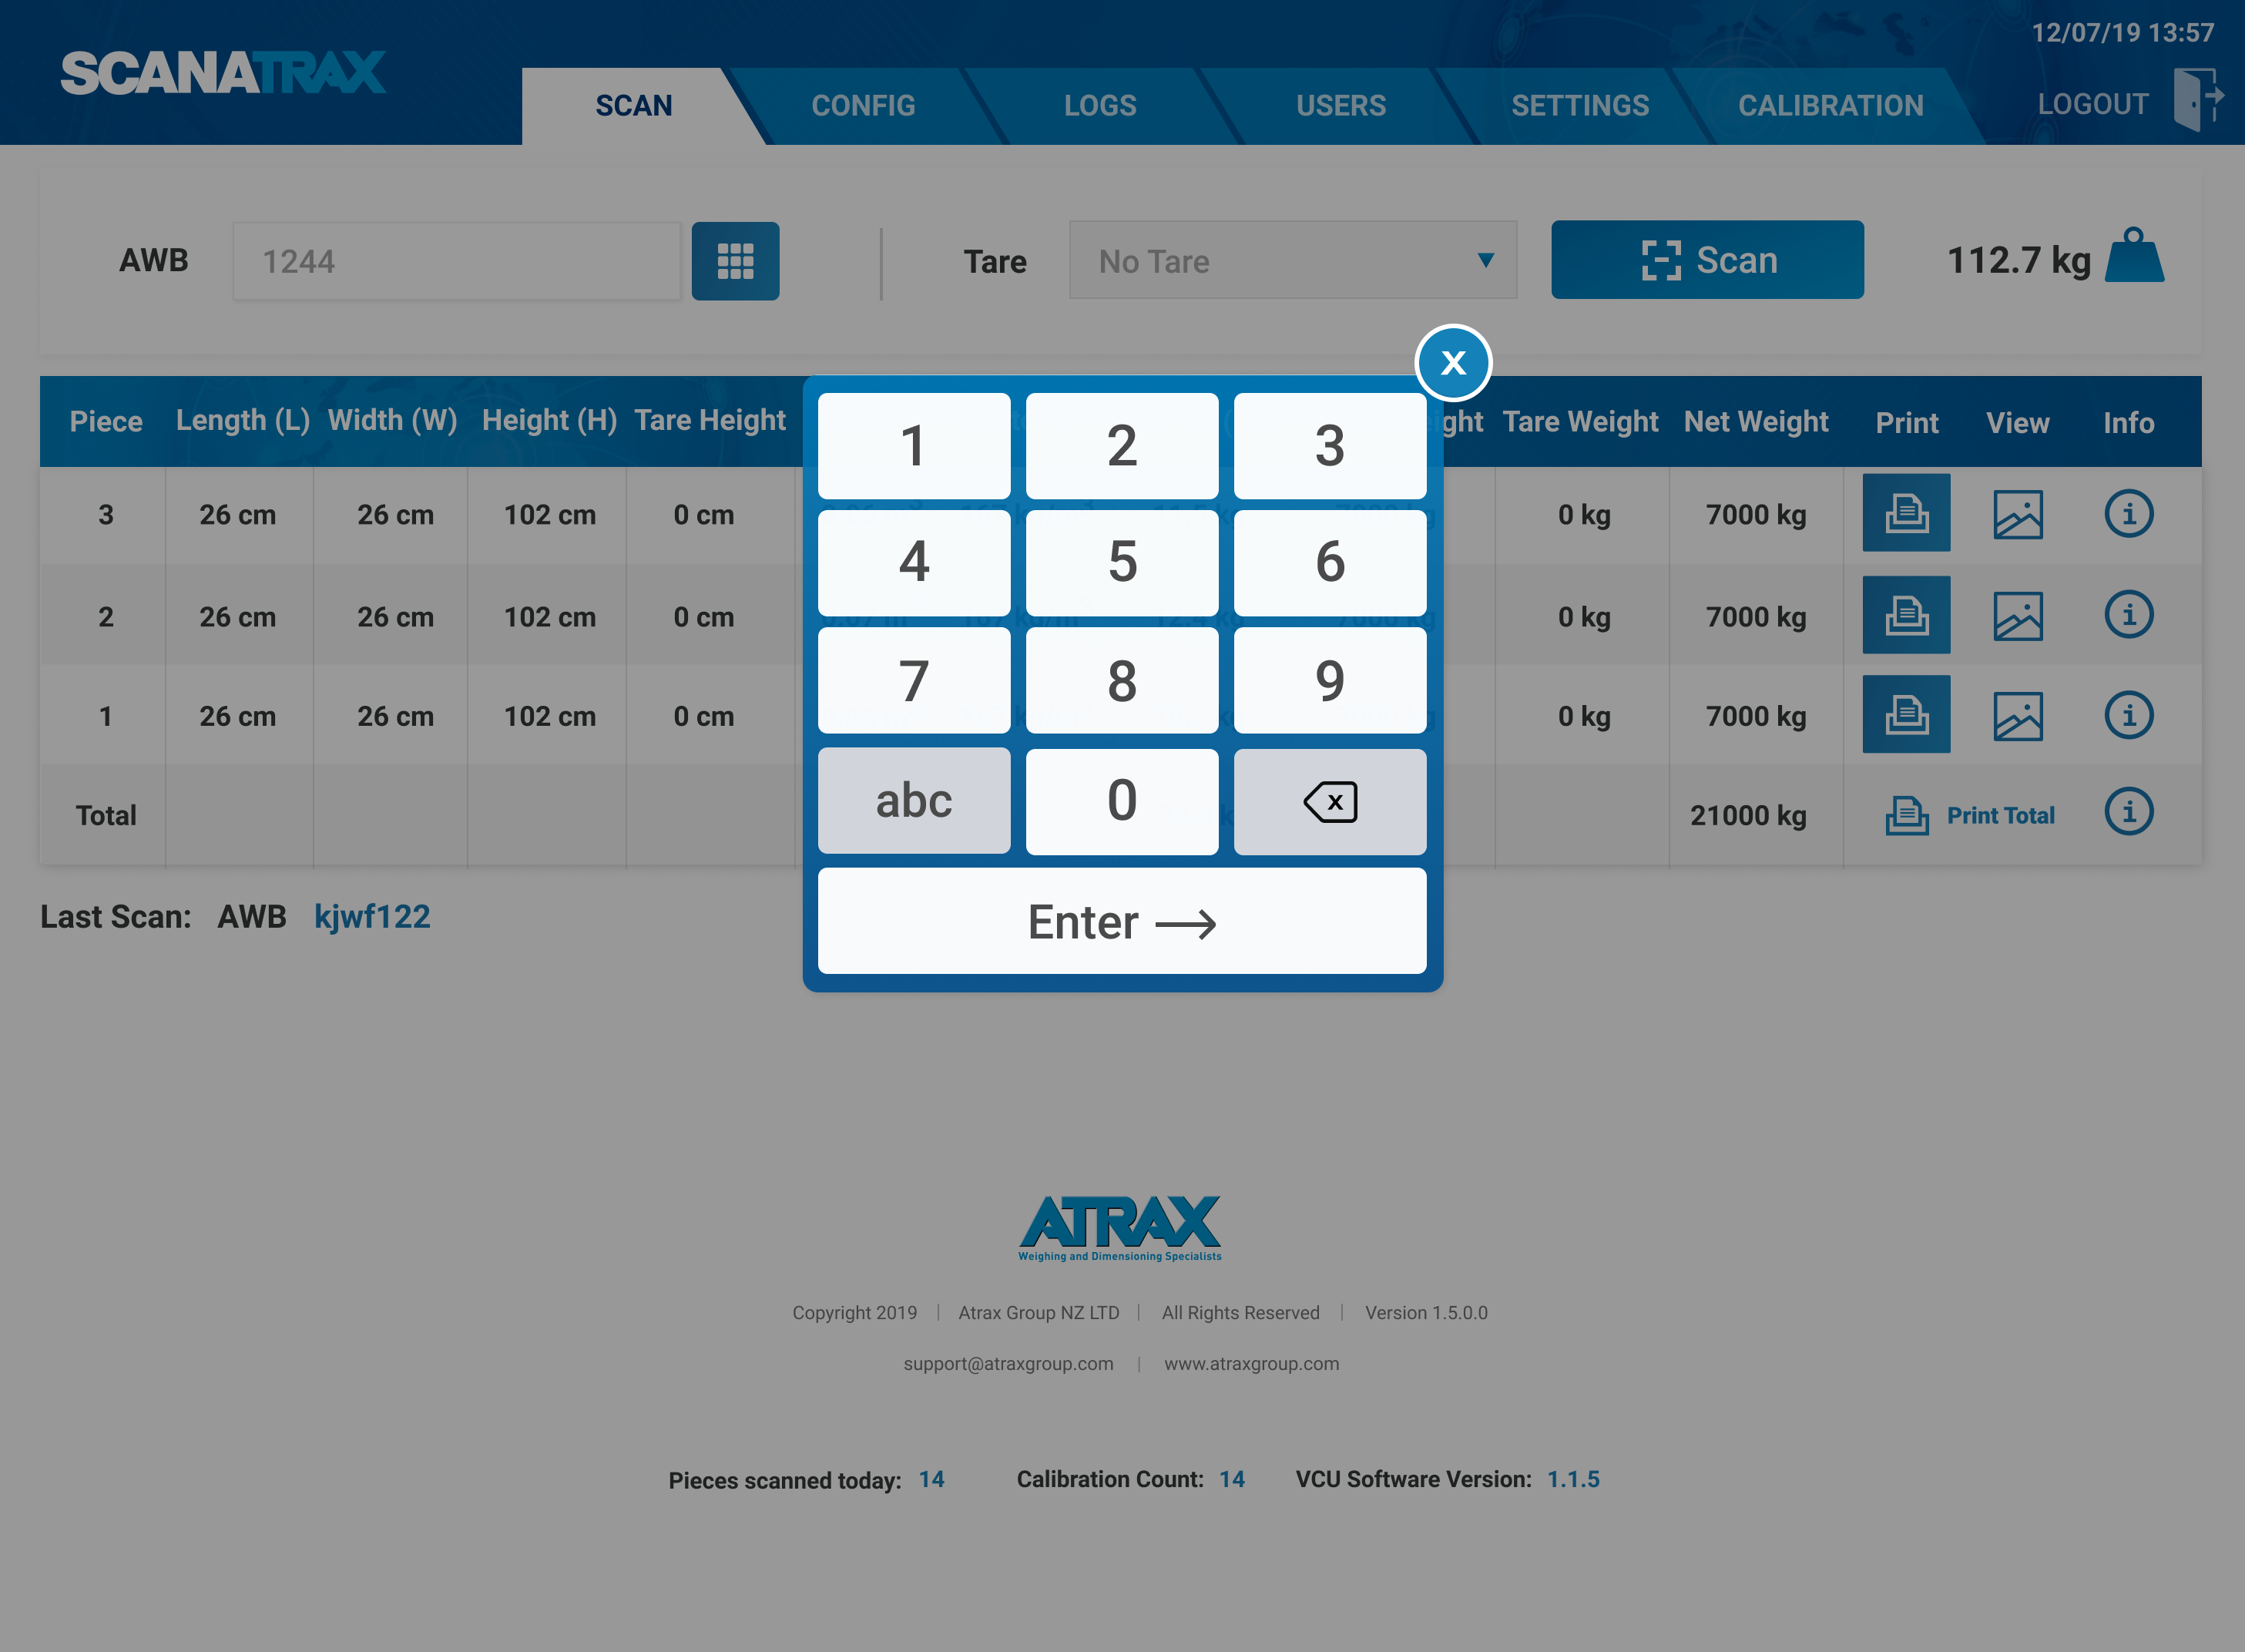 12/07/19 13:57
SCANATRAX
SCAN CONFIG LOGS USERS SETTINGS CALIBRATION LOGOUT
AWB 1244 Tare No Tare Scan 112.7 kg
x
Piece Length (L) Width (W) Height (H) Tare Height Tare Weight Net Weight Print View Info
3 26 cm 26 cm 102 cm 0 cm 0 kg 7000 kg
2 26 cm 26 cm 102 cm 0 cm 0 kg 7000 kg
1 26 cm 26 cm 102 cm 0 cm 0 kg 7000 kg
Total 21000 kg Print Total
1 2 3
4 5 6
7 8 9
abc 0 x
Enter
Last Scan: AWB kjwf122
ATRAX
Weighing and Dimensioning Specialists
Copyright 2019 | Atrax Group NZ LTD | All Rights Reserved | Version 1.5.0.0
support@atraxgroup.com | www.atraxgroup.com
Pieces scanned today: 14 Calibration Count: 14 VCU Software Version: 1.1.5